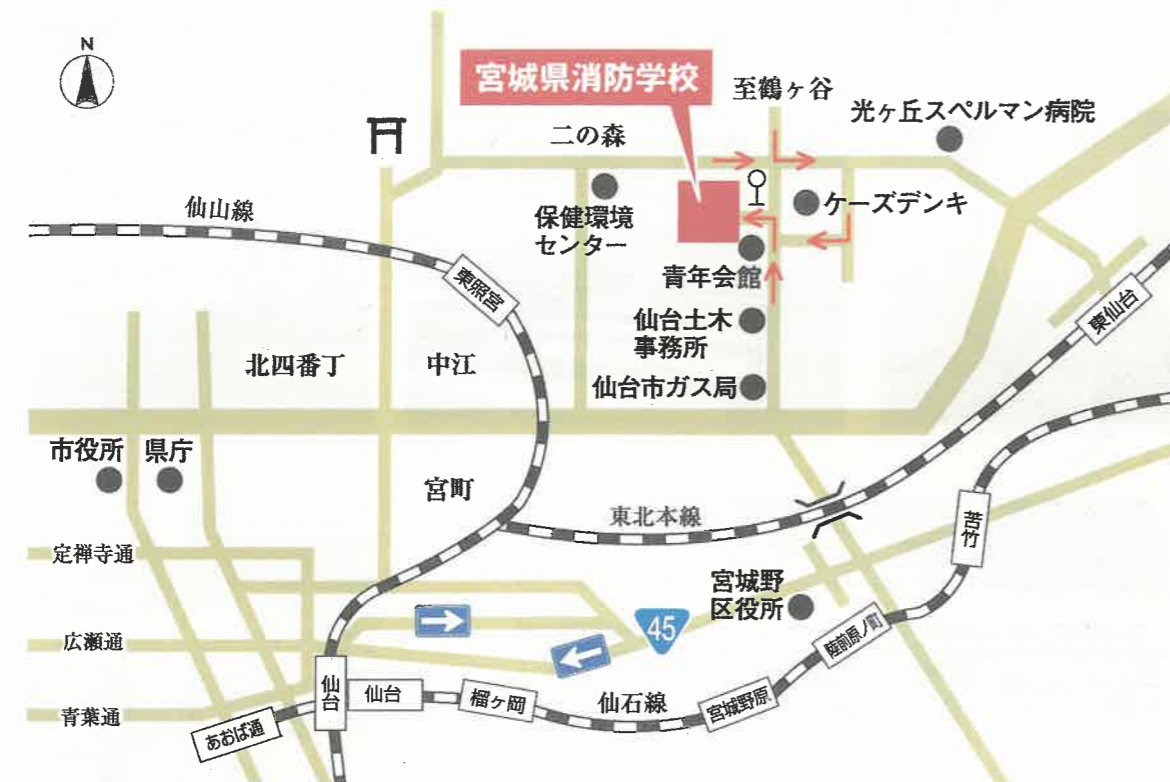 N
宮城県消防学校
至鶴ヶ谷
光ヶ丘スペルマン病院
二の森
ケーズデンキ
保健環境
センター
仙山線
青年会館
東照宮
東仙台
仙台土木
事務所
北四番丁
中江
仙台市ガス局
市役所
県庁
宮町
東北本線
苦竹
定禅寺通
宮城野
区役所
広瀬通
45
陸前原ノ町
仙台
仙台
榴ヶ岡
仙石線
宮城野原
青葉通
あおば通